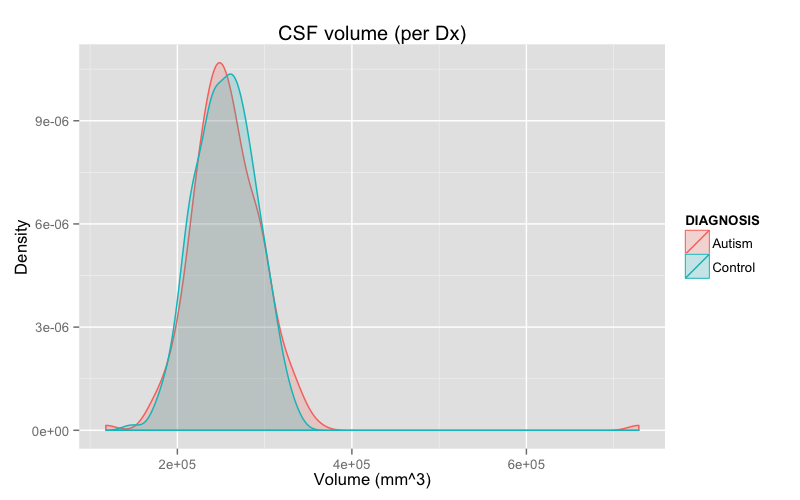 CSF volume (per Dx)
9e-06
6e-06
3e-06
0e+00
Density
2e+05 4e+05 6e+05
Volume (mm^3)
DIAGNOSIS
Autism
Control